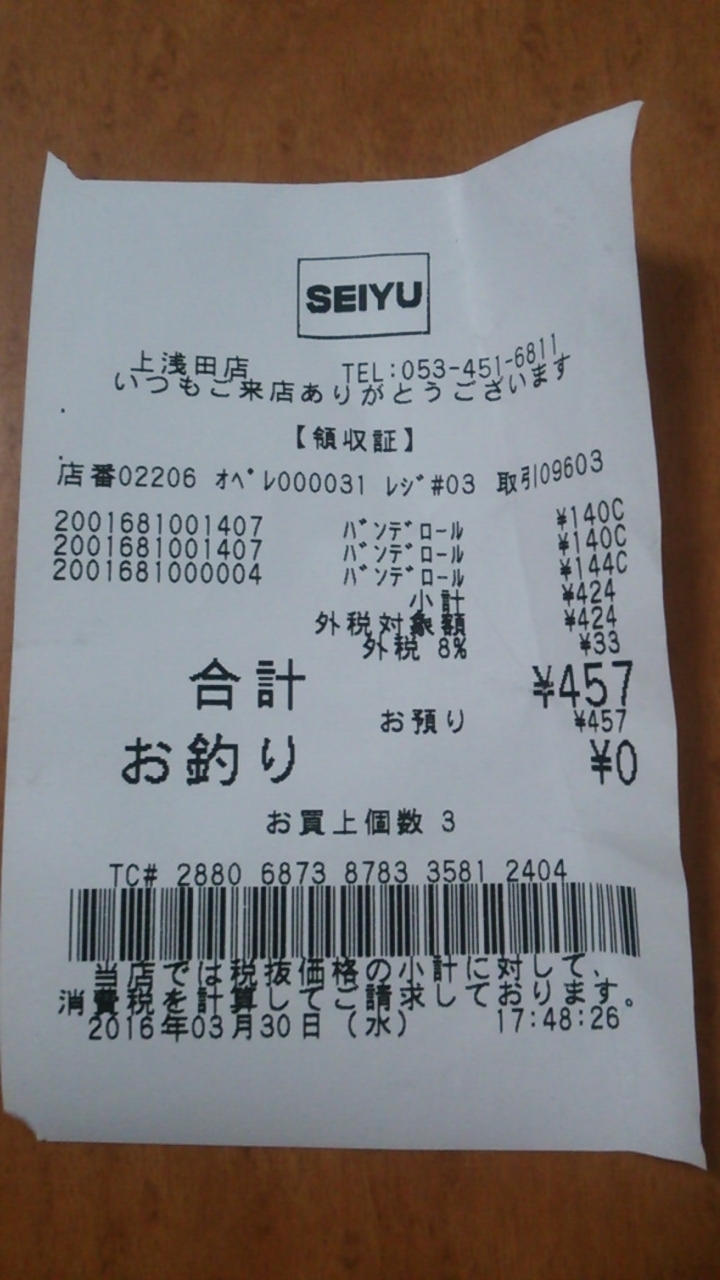 SEIYU
上浅田店 TEL:053-451-6811
いつもご来店ありがとうございます
【領収証】
店番02206 ｵﾍﾟﾚ000031 ﾚｼﾞ#03 取引09603
2001681001407 ﾊﾞﾝﾃﾞﾛｰﾙ ¥140C
2001681001407 ﾊﾞﾝﾃﾞﾛｰﾙ ¥140C
2001681000004 ﾊﾞﾝﾃﾞﾛｰﾙ ¥144C
小計 ¥424
外税対象額 ¥424
外税 8% ¥33
合計 ¥457
お預り ¥457
お釣り ¥0
お買上個数 3
TC# 2880 6873 8783 3581 2404
当店では税抜価格の小計に対して、
消費税を計算してご請求しております。
2016年03月30日（水） 17:48:26